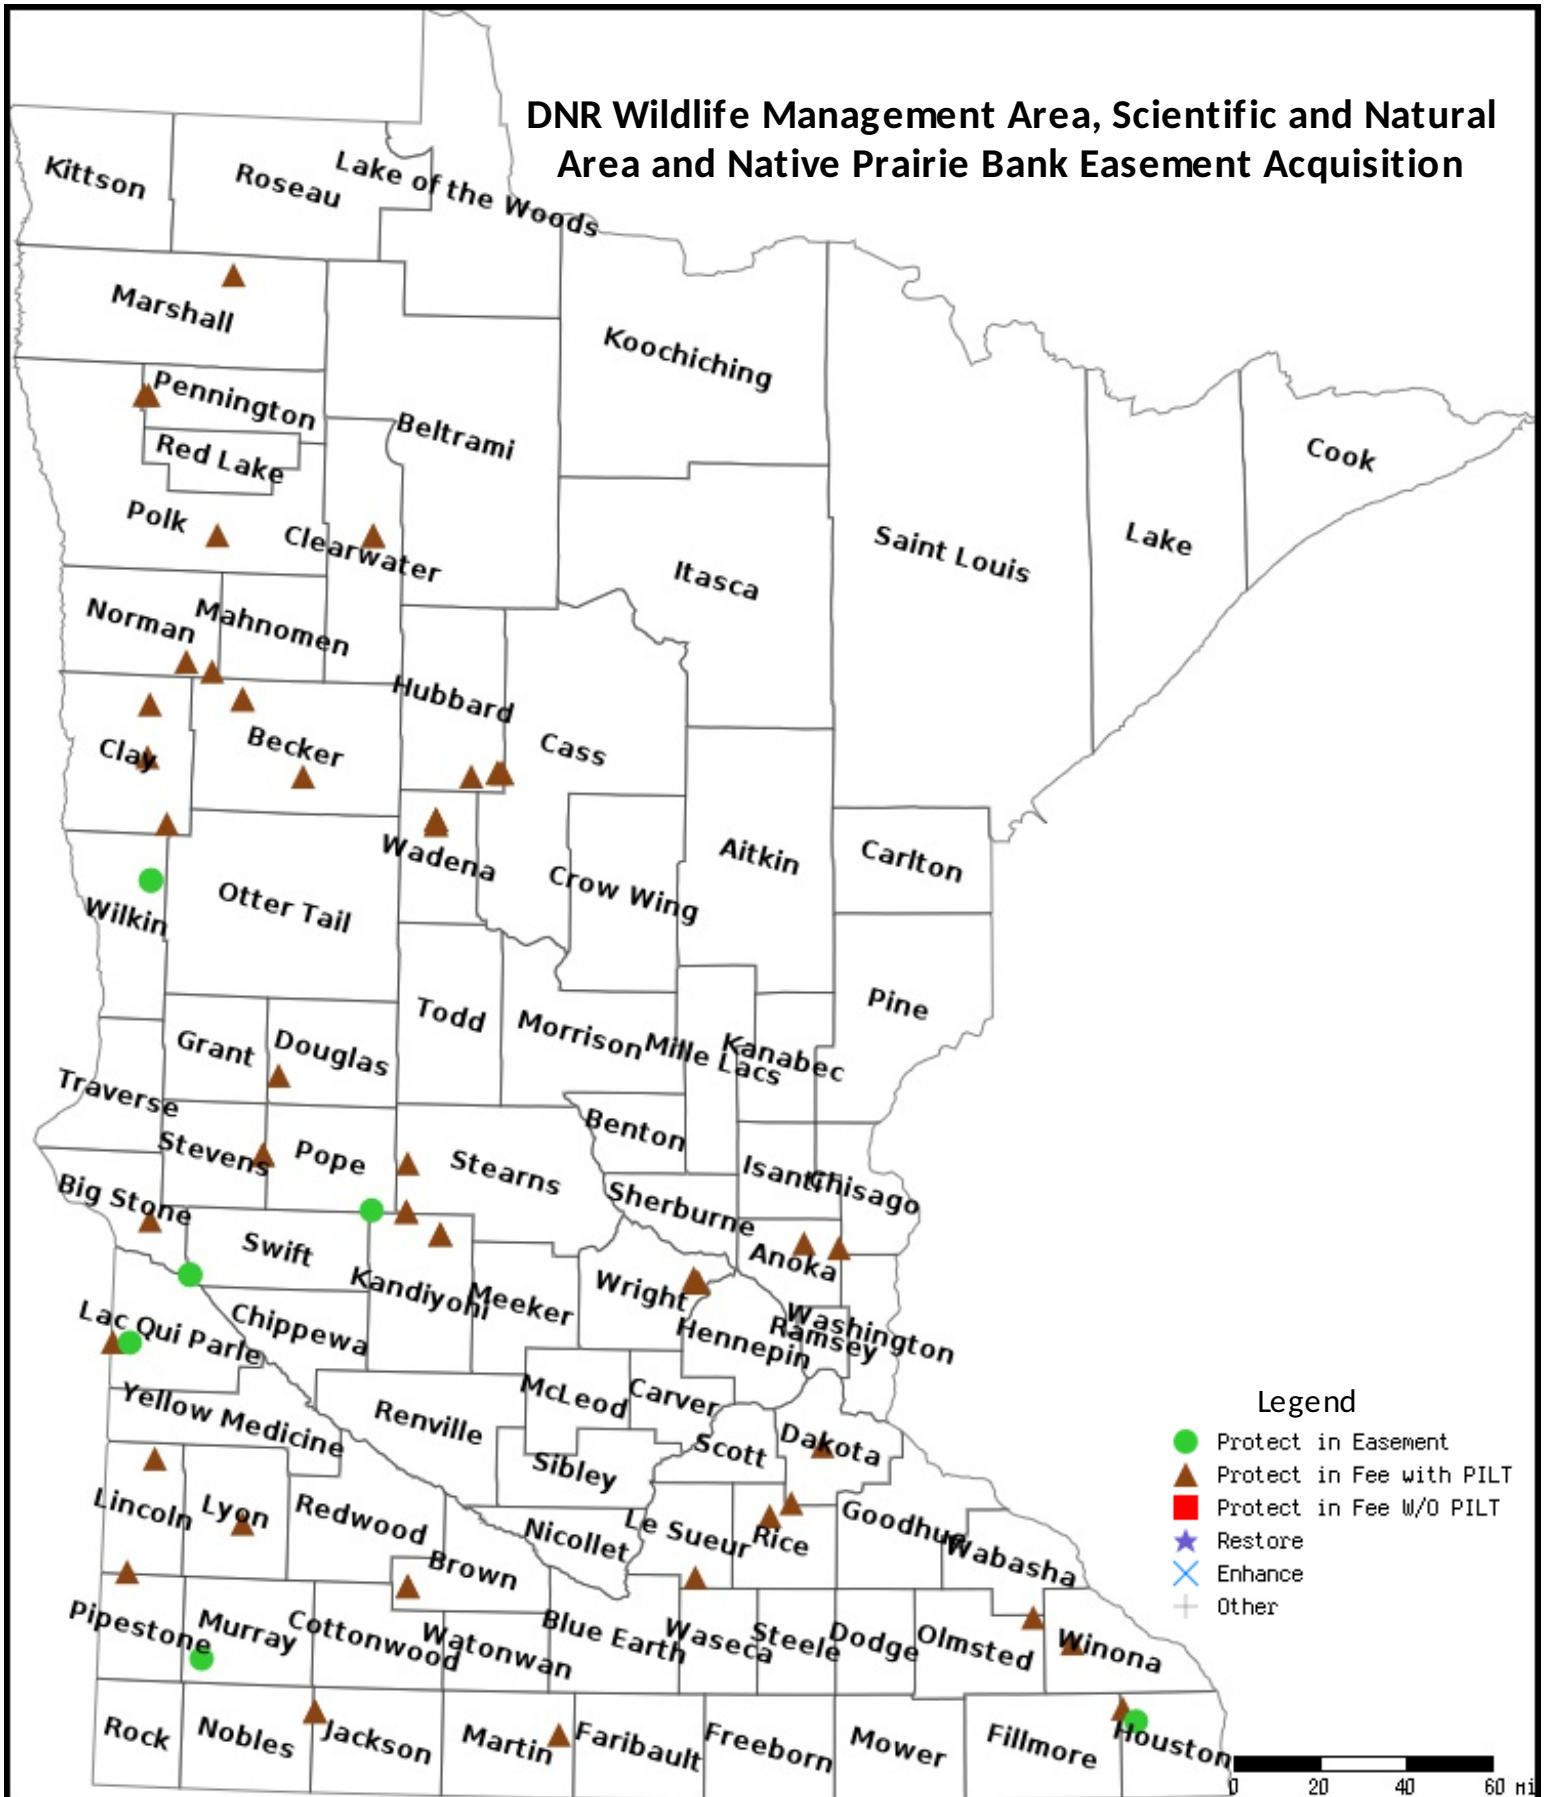 DNR Wildlife Management Area, Scientific and Natural
Area and Native Prairie Bank Easement Acquisition
Kittson
Roseau
Lake of the Woods
Marshall
Koochiching
Pennington
Beltrami
Red Lake
Cook
Polk
Clearwater
Saint Louis
Lake
Itasca
Norman
Mahnomen
Hubbard
Clay
Becker
Cass
Wadena
Aitkin
Carlton
Crow Wing
Otter Tail
Wilkin
Todd
Pine
Morrison
Mille Lacs
Kanabec
Grant
Douglas
Traverse
Benton
Stevens
Pope
Stearns
Isanti
Chisago
Big Stone
Sherburne
Swift
Anoka
Kandiyohi
Meeker
Wright
Lac Qui Parle
Chippewa
Hennepin
Ramsey
Washington
McLeod
Carver
Yellow Medicine
Renville
Scott
Dakota
Sibley
Lincoln
Lyon
Redwood
Nicollet
Le Sueur
Rice
Goodhue
Wabasha
Brown
Pipestone
Murray
Cottonwood
Watonwan
Blue Earth
Waseca
Steele
Dodge
Olmsted
Winona
Rock
Nobles
Jackson
Martin
Faribault
Freeborn
Mower
Fillmore
Houston
Legend
Protect in Easement
Protect in Fee with PILT
Protect in Fee W/O PILT
Restore
Enhance
Other
0 20 40 60 mi